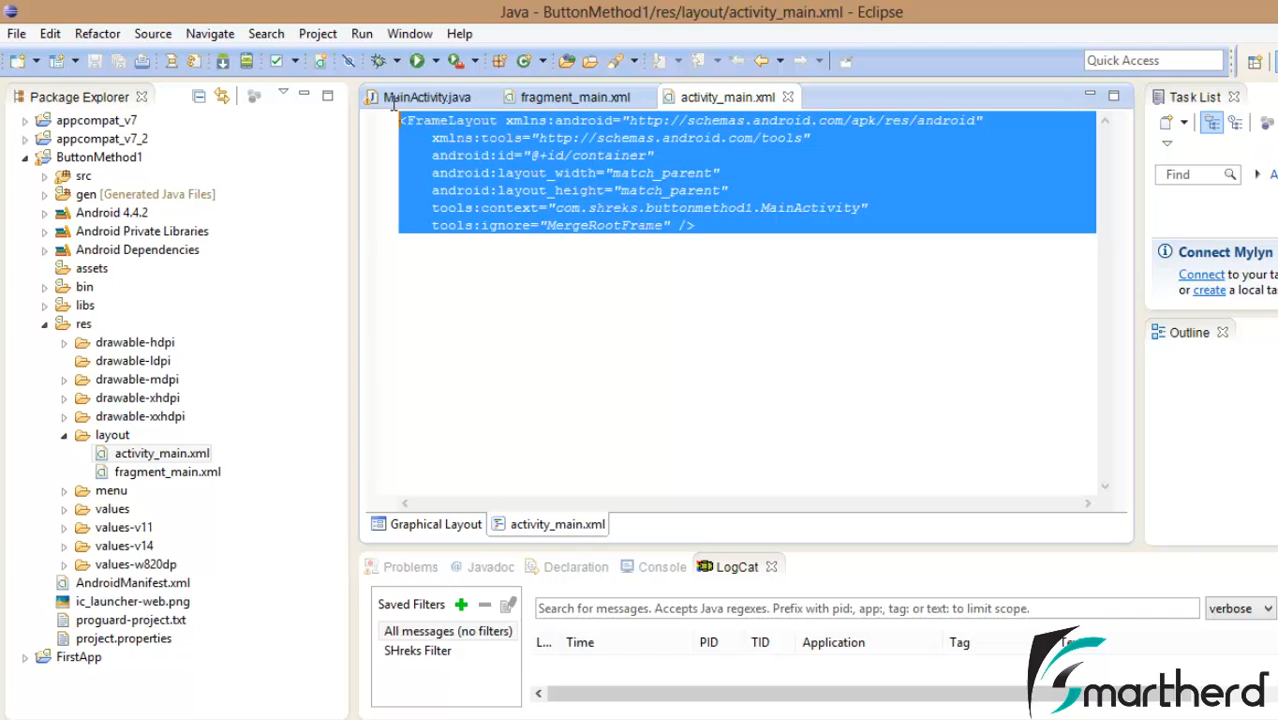 Java - ButtonMethod1/res/layout/activity_main.xml - Eclipse
File Edit Refactor Source Navigate Search Project Run Window Help
Quick Access
Package Explorer
appcompat_v7
appcompat_v7_2
ButtonMethod1
src
gen [Generated Java Files]
Android 4.4.2
Android Private Libraries
Android Dependencies
assets
bin
libs
res
drawable-hdpi
drawable-ldpi
drawable-mdpi
drawable-xhdpi
drawable-xxhdpi
layout
activity_main.xml
fragment_main.xml
menu
values
values-v11
values-v14
values-w820dp
AndroidManifest.xml
ic_launcher-web.png
proguard-project.txt
project.properties
FirstApp
MainActivity.java fragment_main.xml activity_main.xml
<FrameLayout xmlns:android="http://schemas.android.com/apk/res/android"
xmlns:tools="http://schemas.android.com/tools"
android:id="@+id/container"
android:layout_width="match_parent"
android:layout_height="match_parent"
tools:context="com.shreks.buttonmethod1.MainActivity"
tools:ignore="MergeRootFrame" />
Graphical Layout activity_main.xml
Problems Javadoc Declaration Console LogCat
Saved Filters
All messages (no filters)
SHreks Filter
Search for messages. Accepts Java regexes. Prefix with pid:, app:, tag: or text: to limit scope.
verbose
L... Time PID TID Application Tag
Task List
Find
A
Connect Mylyn
Connect to your ta
or create a local ta
Outline
Smartherd